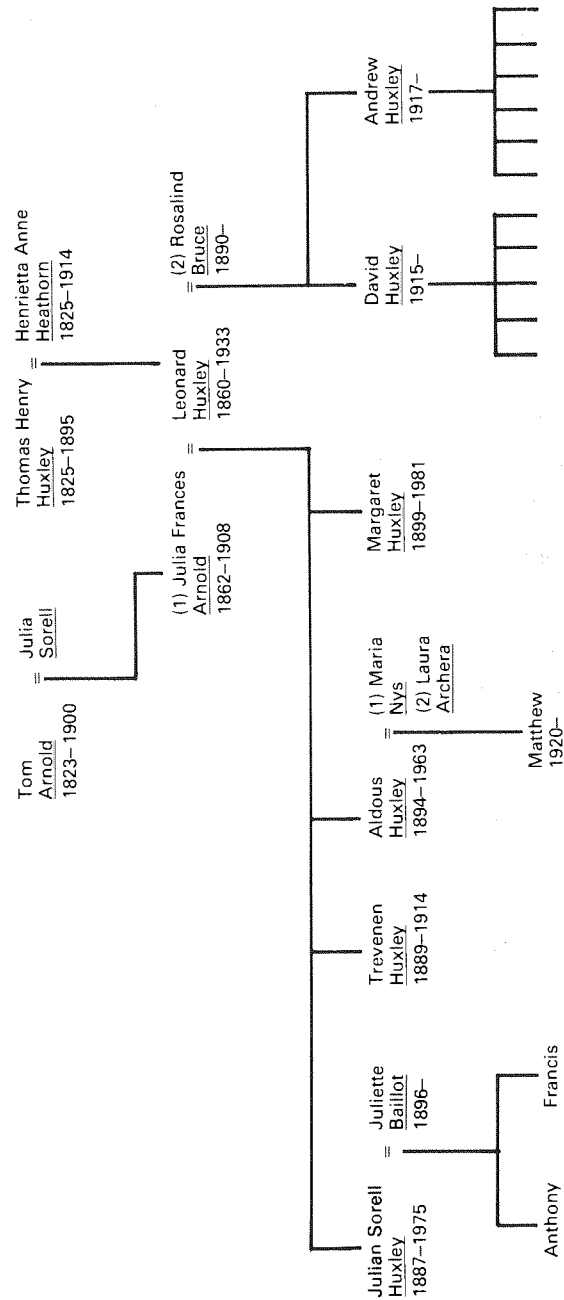 Tom
Arnold
1823–1900
=
Julia
Sorell
Thomas Henry
Huxley
1825–1895
=
Henrietta Anne
Heathorn
1825–1914
(1) Julia Frances
Arnold
1862–1908
=
Leonard
Huxley
1860–1933
=
(2) Rosalind
Bruce
1890–
Julian Sorell
Huxley
1887–1975
=
Juliette
Baillot
1896–
Trevenen
Huxley
1889–1914
Aldous
Huxley
1894–1963
=
(1) Maria
Nys
(2) Laura
Archera
Margaret
Huxley
1899–1981
David
Huxley
1915–
Andrew
Huxley
1917–
Anthony
Francis
Matthew
1920–